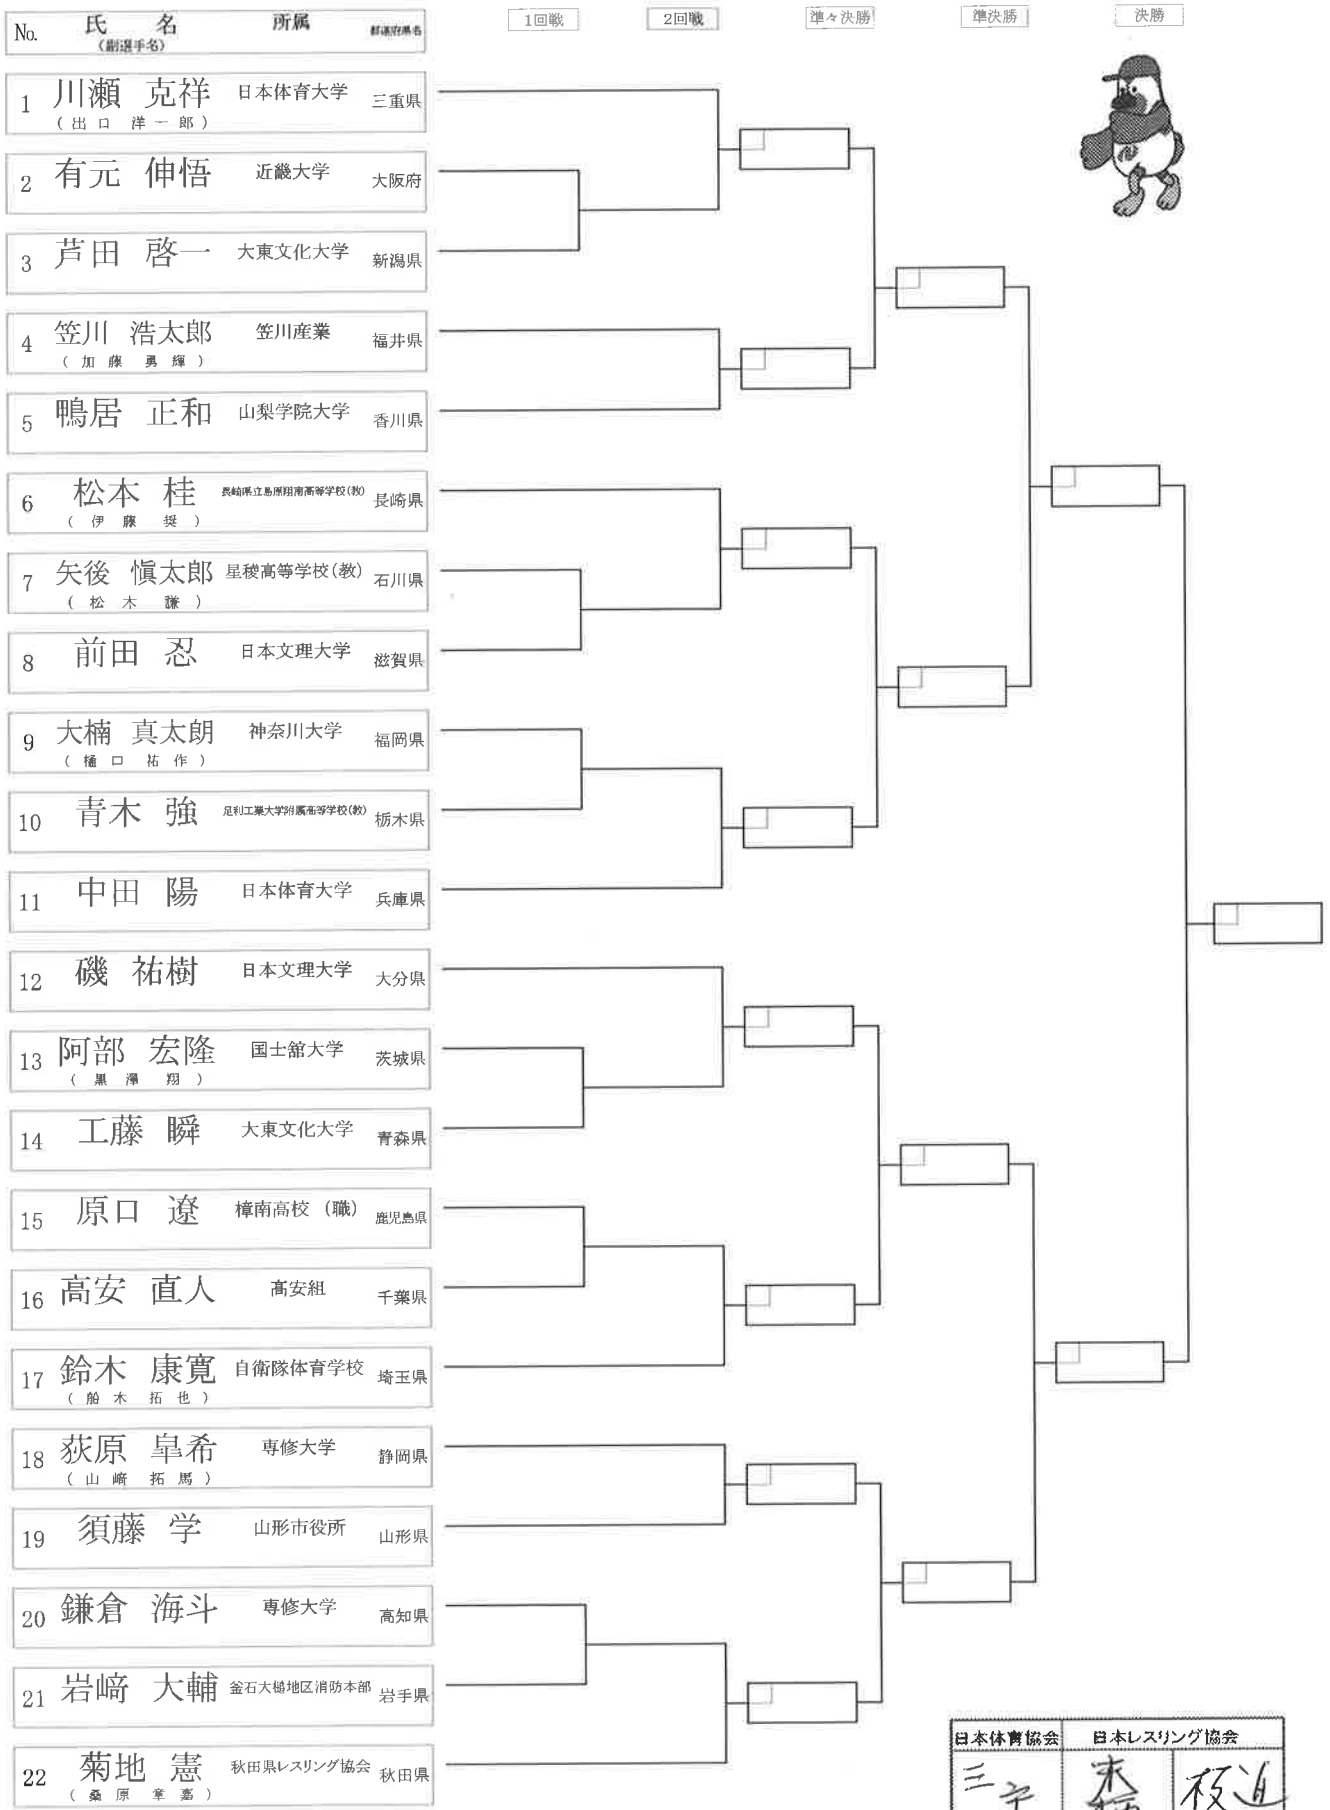 No. 氏 名 所属 都道府県名 1回戦 2回戦 準々決勝 準決勝 決勝
(副選手名)
1 川瀬 克祥 日本体育大学 三重県
(出口 洋一郎)
2 有元 伸悟 近畿大学 大阪府
3 芦田 啓一 大東文化大学 新潟県
4 笠川 浩太郎 笠川産業 福井県
(加藤 勇輝)
5 鴨居 正和 山梨学院大学 香川県
6 松本 桂 長崎県立島原翔南高等学校(教) 長崎県
(伊藤 奨)
7 矢後 愼太郎 星稜高等学校(教) 石川県
(松木 謙)
8 前田 忍 日本文理大学 滋賀県
9 大楠 真太朗 神奈川大学 福岡県
(樋口 祐作)
10 青木 強 足利工業大学附属高等学校(教) 栃木県
11 中田 陽 日本体育大学 兵庫県
12 磯 祐樹 日本文理大学 大分県
13 阿部 宏隆 国士舘大学 茨城県
(黒澤 翔)
14 工藤 瞬 大東文化大学 青森県
15 原口 遼 樟南高校 (職) 鹿児島県
16 高安 直人 髙安組 千葉県
17 鈴木 康寛 自衛隊体育学校 埼玉県
(船木 拓也)
18 荻原 皐希 専修大学 静岡県
(山﨑 拓馬)
19 須藤 学 山形市役所 山形県
20 鎌倉 海斗 専修大学 高知県
21 岩﨑 大輔 釜石大槌地区消防本部 岩手県
22 菊地 憲 秋田県レスリング協会 秋田県
(桑原 章嘉)
日本体育協会 日本レスリング協会